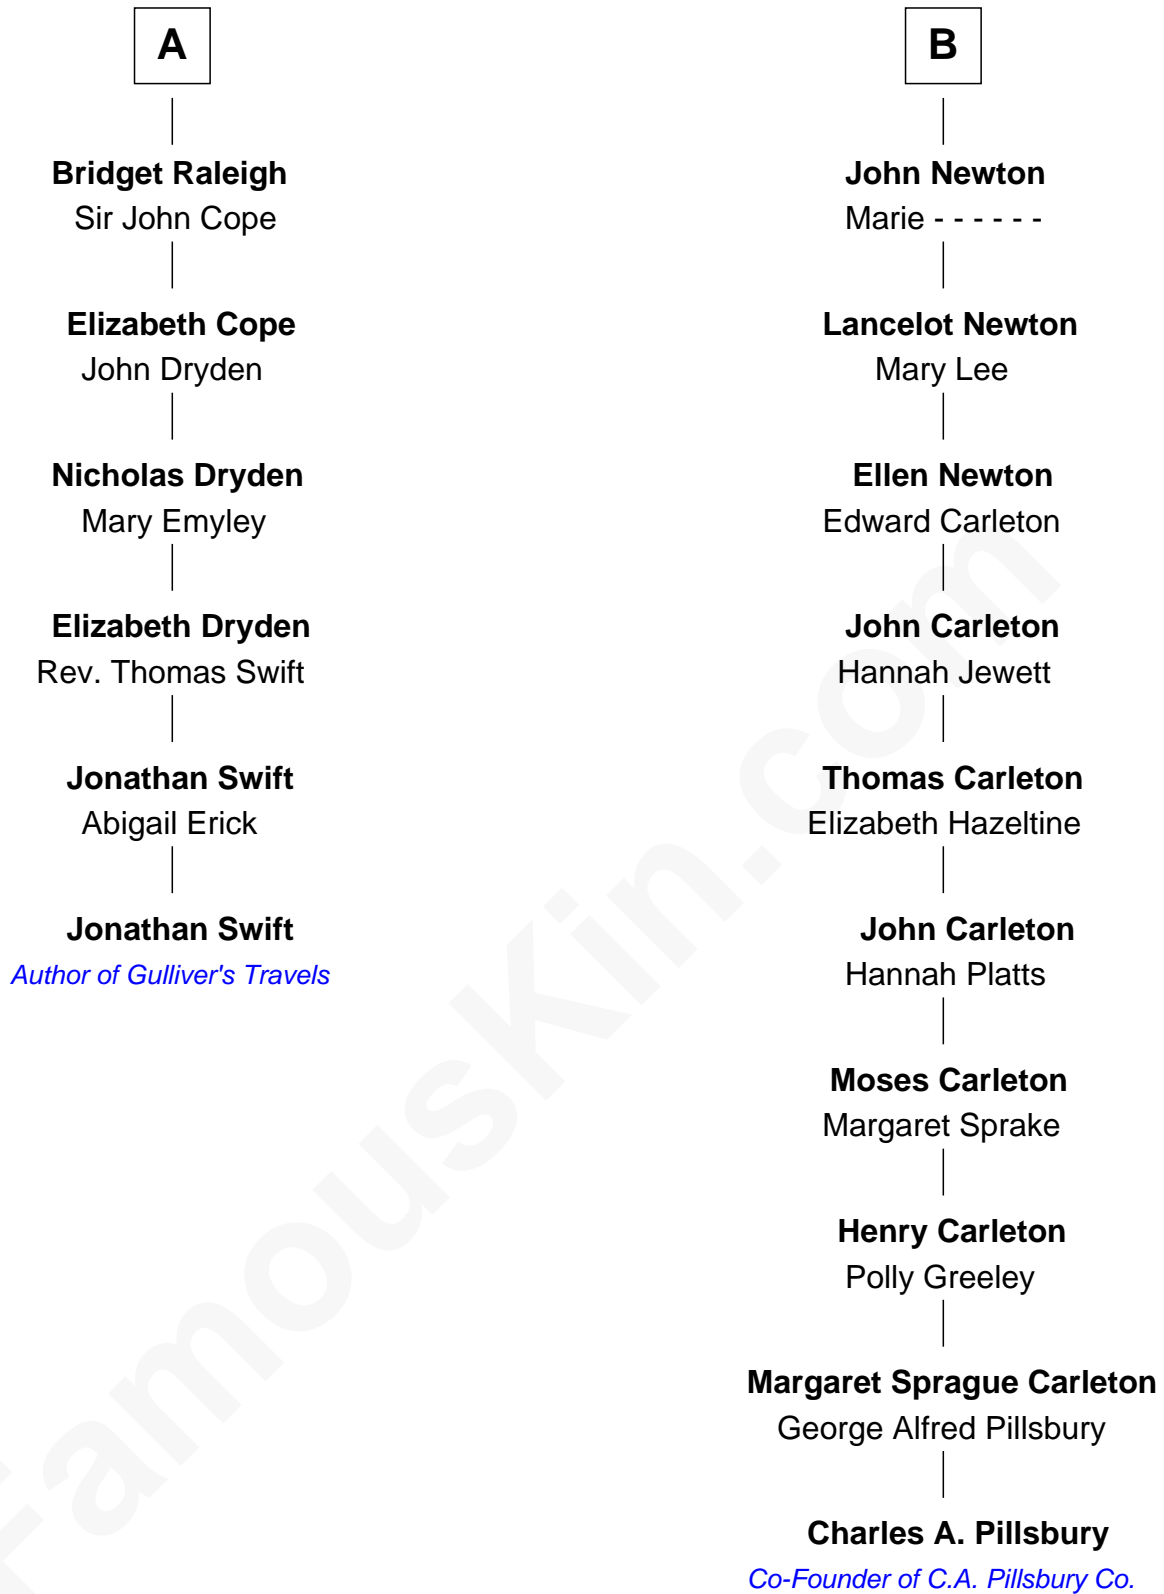 A
Bridget Raleigh
Sir John Cope
Elizabeth Cope
John Dryden
Nicholas Dryden
Mary Emyley
Elizabeth Dryden
Rev. Thomas Swift
Jonathan Swift
Abigail Erick
Jonathan Swift
Author of Gulliver's Travels
B
John Newton
Marie - - - - - -
Lancelot Newton
Mary Lee
Ellen Newton
Edward Carleton
John Carleton
Hannah Jewett
Thomas Carleton
Elizabeth Hazeltine
John Carleton
Hannah Platts
Moses Carleton
Margaret Sprake
Henry Carleton
Polly Greeley
Margaret Sprague Carleton
George Alfred Pillsbury
Charles A. Pillsbury
Co-Founder of C.A. Pillsbury Co.
FamousKin.com